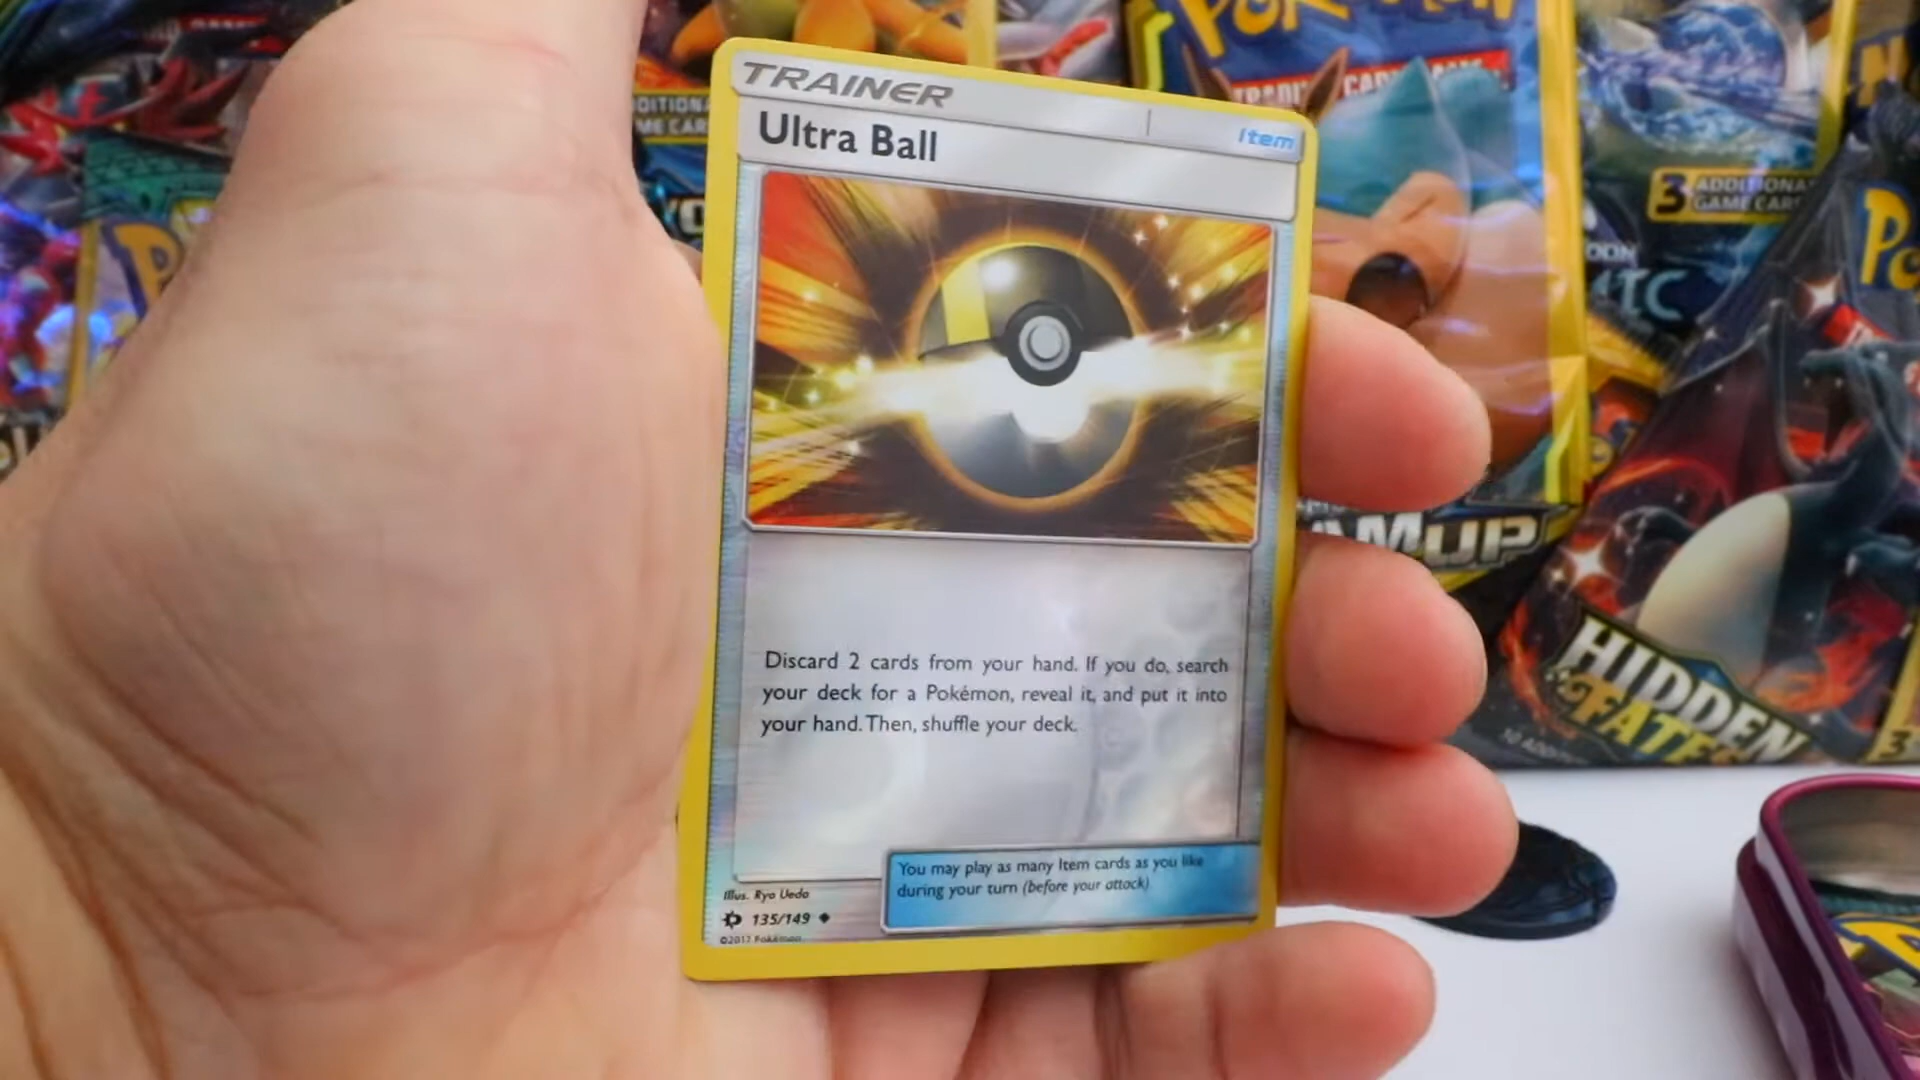 TRAINER
Item
Ultra Ball
Discard 2 cards from your hand. If you do, search
your deck for a Pokémon, reveal it, and put it into
your hand. Then, shuffle your deck.
You may play as many Item cards as you like
during your turn (before your attack).
Illus. Ryo Ueda
135/149
©2017 Pokémon
POKÉMON
3 ADDITIONAL
GAME CARDS
HIDDEN
FATES